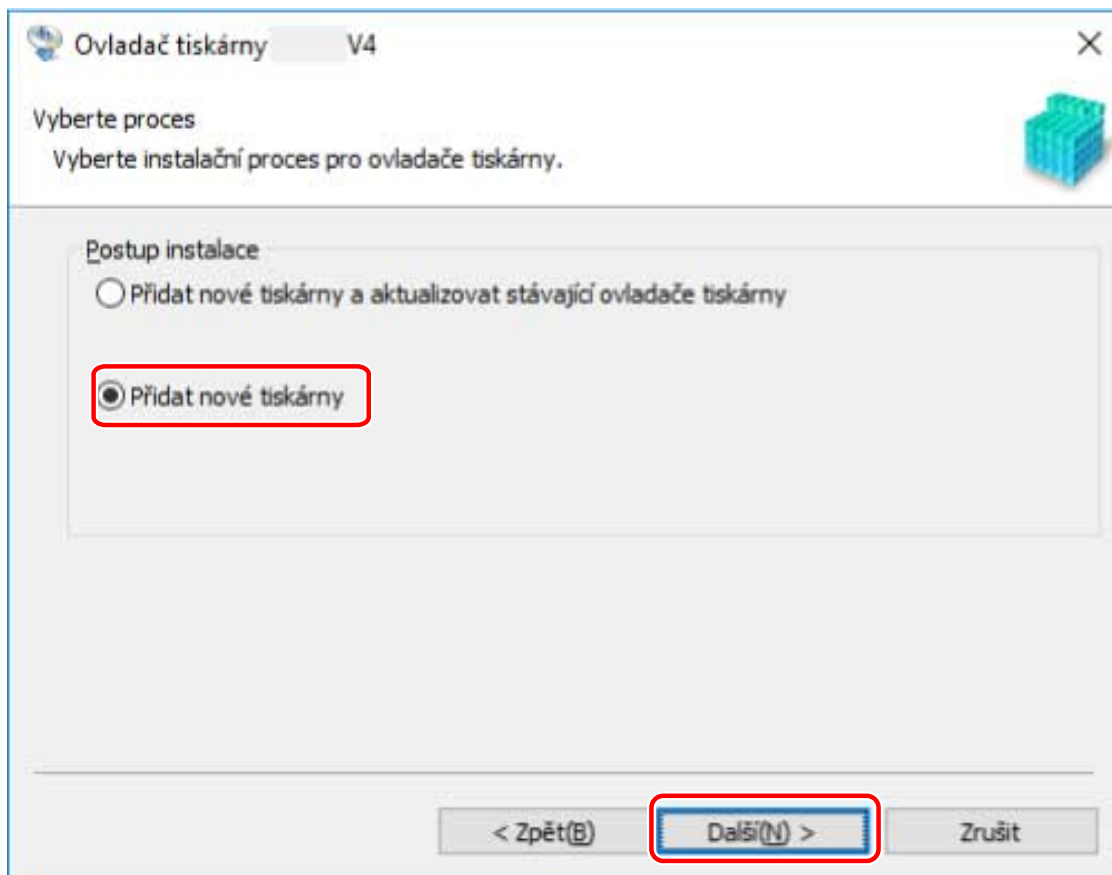 Ovladač tiskárny V4
Vyberte proces
Vyberte instalační proces pro ovladače tiskárny.
Postup instalace
Přidat nové tiskárny a aktualizovat stávající ovladače tiskárny
Přidat nové tiskárny
< Zpět(B)
Další(N) >
Zrušit